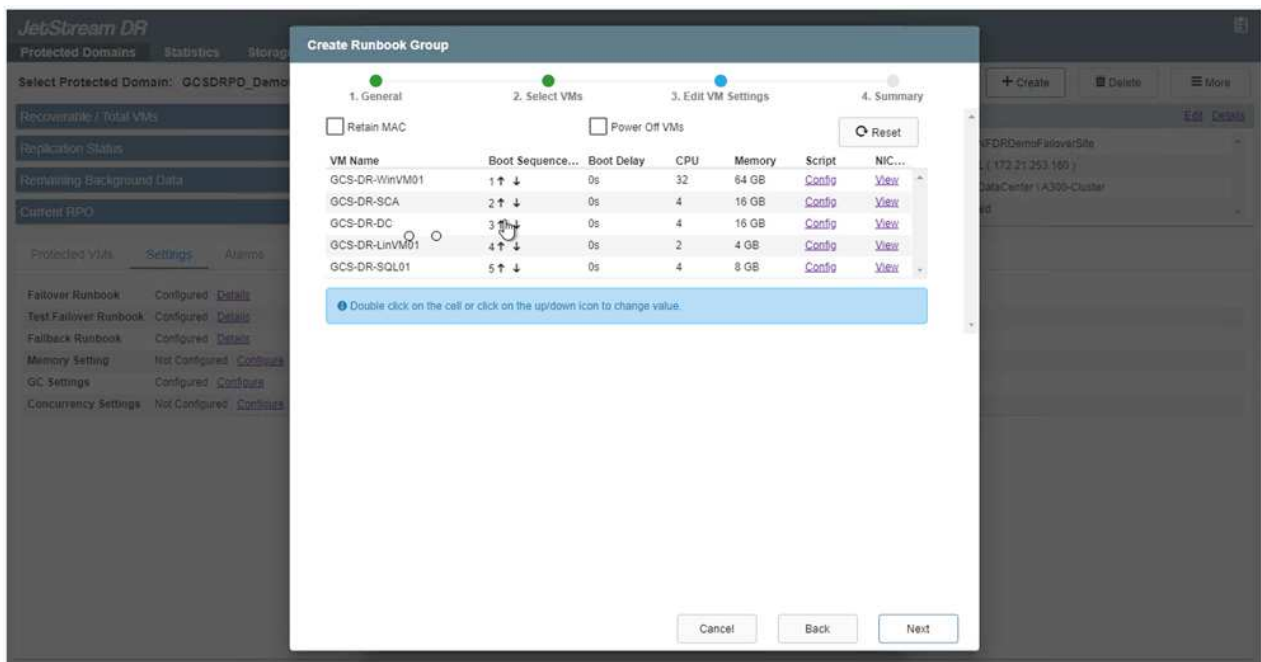 JetStream DR
Protected Domains Statistics Storag
Select Protected Domain: GCSDRPD_Demo
+ Create Delete More
Recoverable / Total VMs
Edit Details
Replication Status
Remaining Background Data
Current RPO
NFDRDemoFailoverSite
( 172.21.253.160 )
DataCenter \ A300-Cluster
ed
Protected VMs Settings Alarms
Failover Runbook Configured Details
Test Failover Runbook Configured Details
Failback Runbook Configured Details
Memory Setting Not Configured Configure
GC Settings Configured Configure
Concurrency Settings Not Configured Configure
Create Runbook Group
1. General 2. Select VMs 3. Edit VM Settings 4. Summary
Retain MAC Power Off VMs Reset
VM Name Boot Sequence... Boot Delay CPU Memory Script NIC...
GCS-DR-WinVM01 1 ↑ ↓ 0s 32 64 GB Config View
GCS-DR-SCA 2 ↑ ↓ 0s 4 16 GB Config View
GCS-DR-DC 3 ↑ ↓ 0s 4 16 GB Config View
GCS-DR-LinVM01 4 ↑ ↓ 0s 2 4 GB Config View
GCS-DR-SQL01 5 ↑ ↓ 0s 4 8 GB Config View
Double click on the cell or click on the up/down icon to change value.
Cancel Back Next